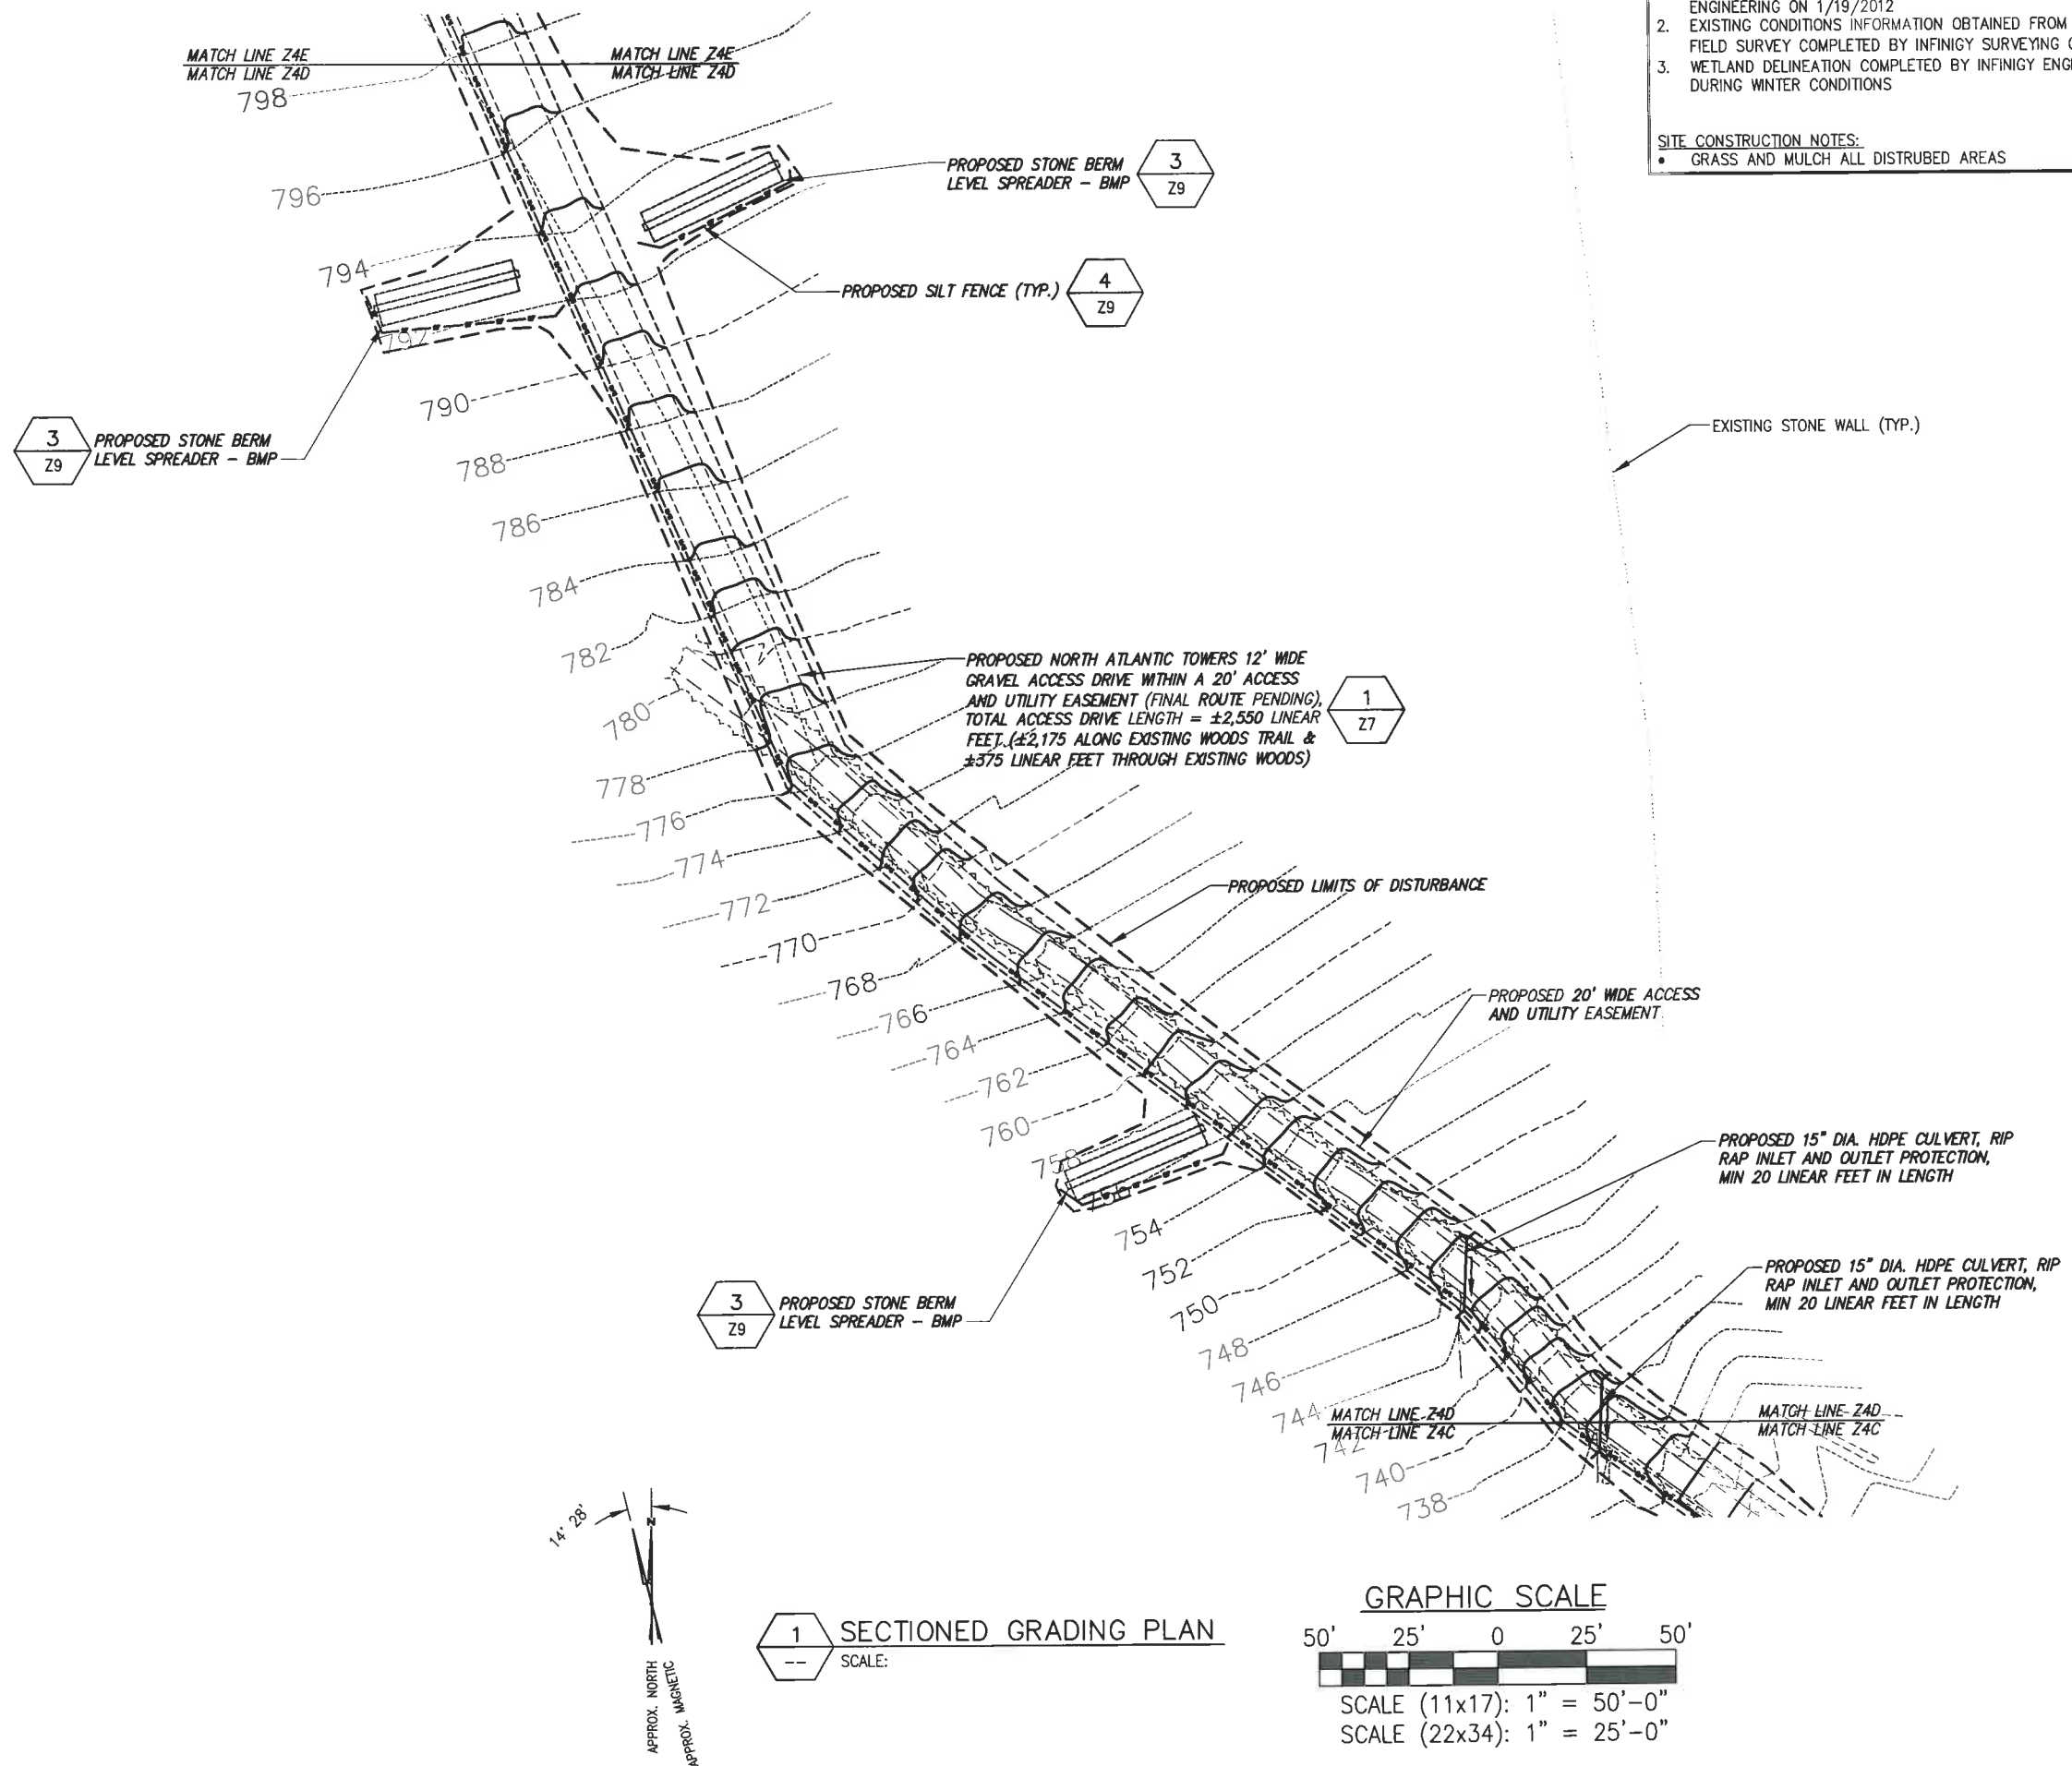 ENGINEERING ON 1/19/2012
2. EXISTING CONDITIONS INFORMATION OBTAINED FROM
FIELD SURVEY COMPLETED BY INFINIGY SURVEYING
3. WETLAND DELINEATION COMPLETED BY INFINIGY
DURING WINTER CONDITIONS
SITE CONSTRUCTION NOTES:
• GRASS AND MULCH ALL DISTRUBED AREAS
MATCH LINE Z4E
MATCH LINE Z4D
MATCH LINE Z4E
MATCH LINE Z4D
798
796
794
792
790
788
786
784
782
780
778
776
774
772
770
768
766
764
762
760
758
756
754
752
750
748
746
744
742
740
738
PROPOSED STONE BERM
LEVEL SPREADER - BMP
3
Z9
PROPOSED SILT FENCE (TYP.)
4
Z9
3
Z9
PROPOSED STONE BERM
LEVEL SPREADER - BMP
EXISTING STONE WALL (TYP.)
PROPOSED NORTH ATLANTIC TOWERS 12' WIDE
GRAVEL ACCESS DRIVE WITHIN A 20' ACCESS
AND UTILITY EASEMENT (FINAL ROUTE PENDING),
TOTAL ACCESS DRIVE LENGTH = ±2,550 LINEAR
FEET (±2,175 ALONG EXISTING WOODS TRAIL &
±375 LINEAR FEET THROUGH EXISTING WOODS)
1
Z7
PROPOSED LIMITS OF DISTURBANCE
PROPOSED 20' WIDE ACCESS
AND UTILITY EASEMENT
PROPOSED 15" DIA. HDPE CULVERT, RIP
RAP INLET AND OUTLET PROTECTION,
MIN 20 LINEAR FEET IN LENGTH
PROPOSED 15" DIA. HDPE CULVERT, RIP
RAP INLET AND OUTLET PROTECTION,
MIN 20 LINEAR FEET IN LENGTH
3
Z9
PROPOSED STONE BERM
LEVEL SPREADER - BMP
MATCH LINE Z4D
MATCH LINE Z4C
MATCH LINE Z4D
MATCH LINE Z4C
14° 28'
N
APPROX. NORTH
APPROX. MAGNETIC
1
--
SECTIONED GRADING PLAN
SCALE:
GRAPHIC SCALE
50' 25' 0 25' 50'
SCALE (11x17): 1" = 50'-0"
SCALE (22x34): 1" = 25'-0"